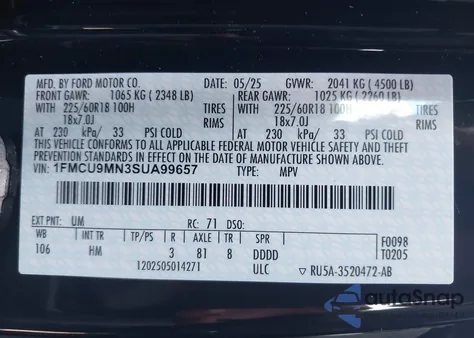 MFD. BY FORD MOTOR CO. DATE: 05/25 GVWR: 2041 KG (4500 LB)
FRONT GAWR: 1065 KG (2348 LB) REAR GAWR: 1025 KG (2260 LB)
WITH 225/60R18 100H TIRES WITH 225/60R18 100H TIRES
18x7.0J RIMS 18x7.0J RIMS
AT 230 kPa/ 33 PSI COLD AT 230 kPa/ 33 PSI COLD
THIS VEHICLE CONFORMS TO ALL APPLICABLE FEDERAL MOTOR VEHICLE SAFETY AND THEFT PREVENTION STANDARDS IN EFFECT ON THE DATE OF MANUFACTURE SHOWN ABOVE.
VIN: 1FMCU9MN3SUA99657 TYPE: MPV
EXT PNT: UM RC: 71 DSO:
WB INT TR TP/PS R AXLE TR SPR F0098
106 HM 3 81 8 DDDD T0205
1202505014271 ULC ▽ RU5A-3520472-AB
autoSnap